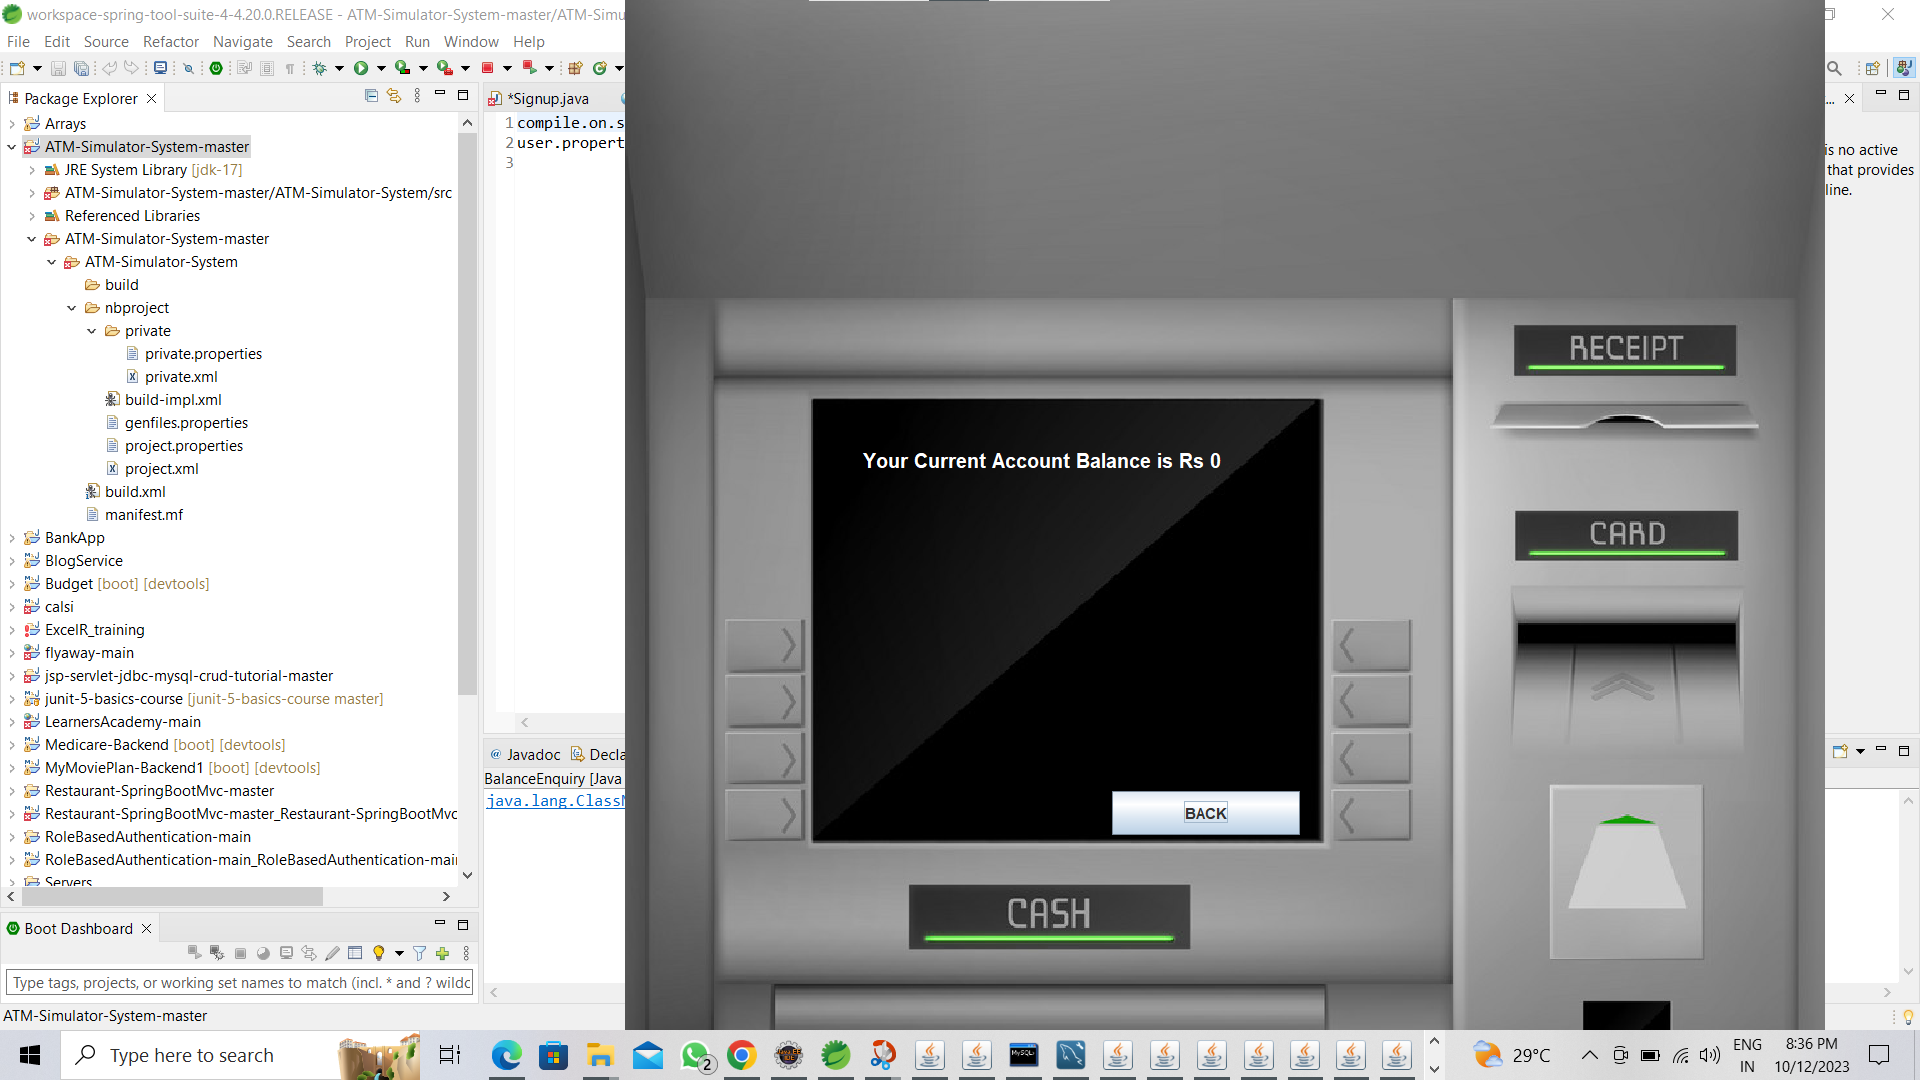 workspace-spring-tool-suite-4-4.20.0.RELEASE - ATM-Simulator-System-master/ATM-Simu
File Edit Source Refactor Navigate Search Project Run Window Help
Package Explorer
Arrays
ATM-Simulator-System-master
JRE System Library [jdk-17]
ATM-Simulator-System-master/ATM-Simulator-System/src
Referenced Libraries
ATM-Simulator-System-master
ATM-Simulator-System
build
nbproject
private
private.properties
private.xml
build-impl.xml
genfiles.properties
project.properties
project.xml
build.xml
manifest.mf
BankApp
BlogService
Budget [boot] [devtools]
calsi
ExcelR_training
flyaway-main
jsp-servlet-jdbc-mysql-crud-tutorial-master
junit-5-basics-course [junit-5-basics-course master]
LearnersAcademy-main
Medicare-Backend [boot] [devtools]
MyMoviePlan-Backend1 [boot] [devtools]
Restaurant-SpringBootMvc-master
Restaurant-SpringBootMvc-master_Restaurant-SpringBootMvc
RoleBasedAuthentication-main
RoleBasedAuthentication-main_RoleBasedAuthentication-mai
Servers
Boot Dashboard
Type tags, projects, or working set names to match (incl. * and ? wildc
ATM-Simulator-System-master
*Signup.java
1 compile.on.s
2 user.propert
3
@ Javadoc Decla
BalanceEnquiry [Java
java.lang.Class
Your Current Account Balance is Rs 0
BACK
CASH
RECEIPT
CARD
...
is no active
that provides
line.
Type here to search
2
MySQL
29°C
ENG
IN
8:36 PM
10/12/2023